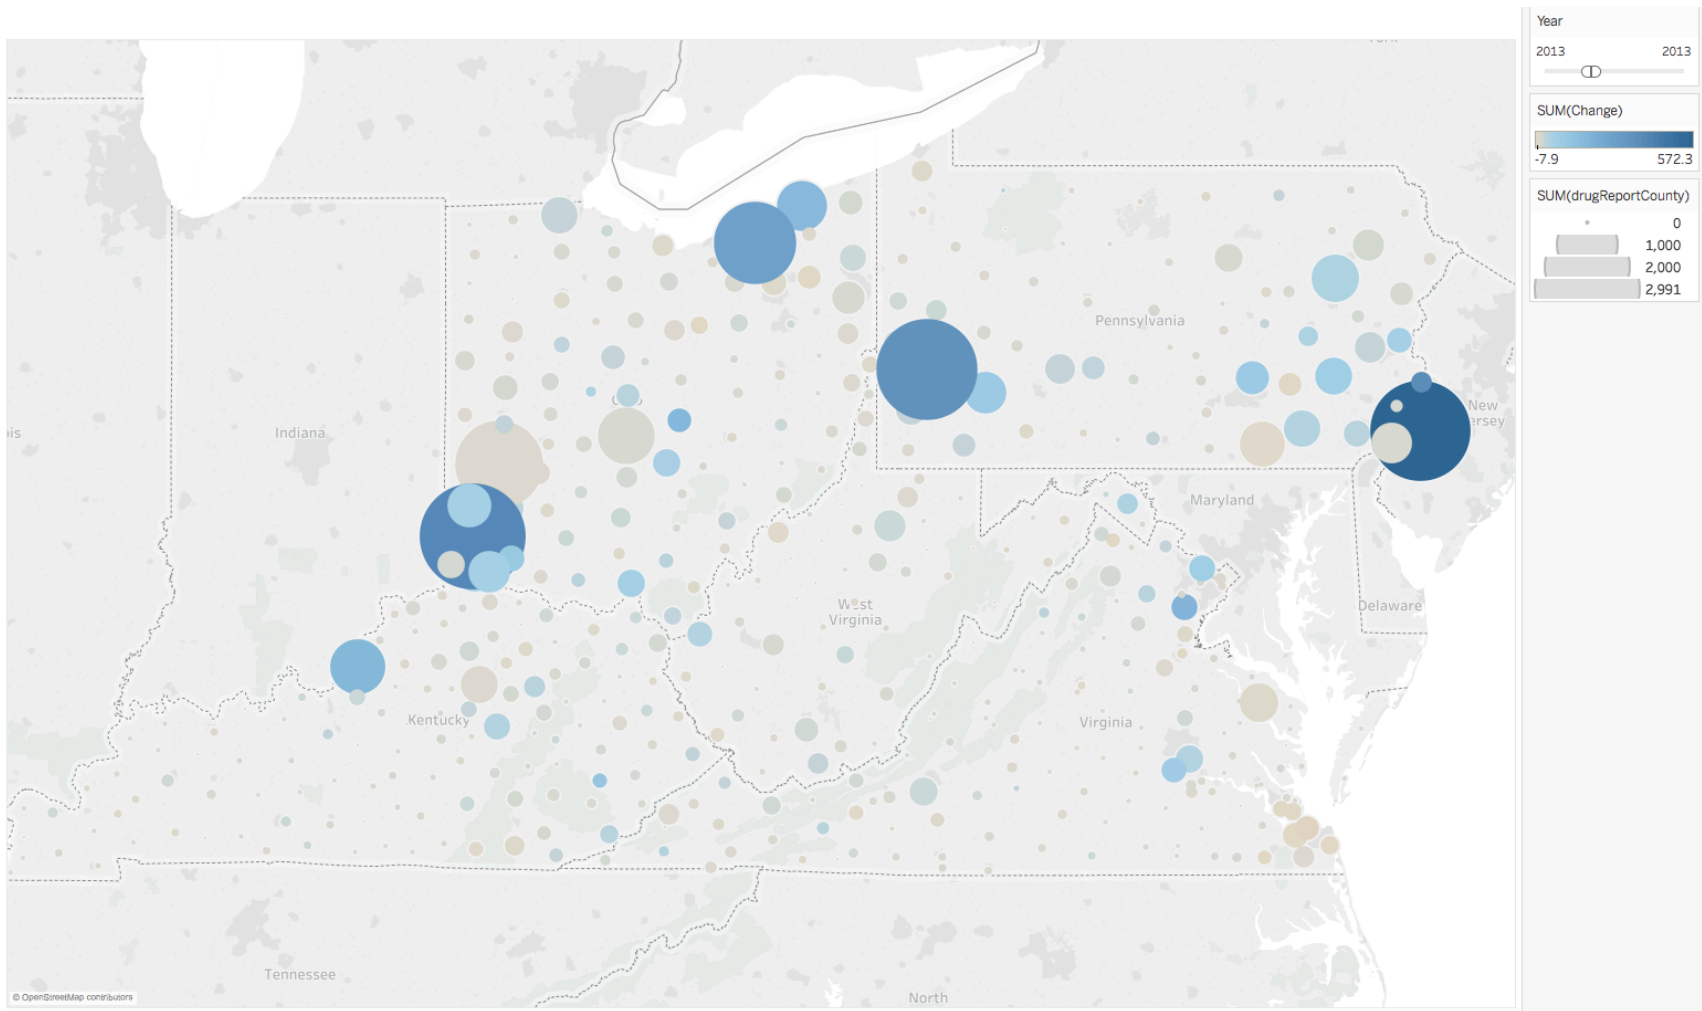 Year
2013 2013
SUM(Change)
-7.9 572.3
SUM(drugReportCounty)
0
1,000
2,000
2,991
Pennsylvania
New
ersey
is
Indiana
Maryland
West
Virginia
Delaware
Kentucky
Virginia
Tennessee
North
© OpenStreetMap contributors